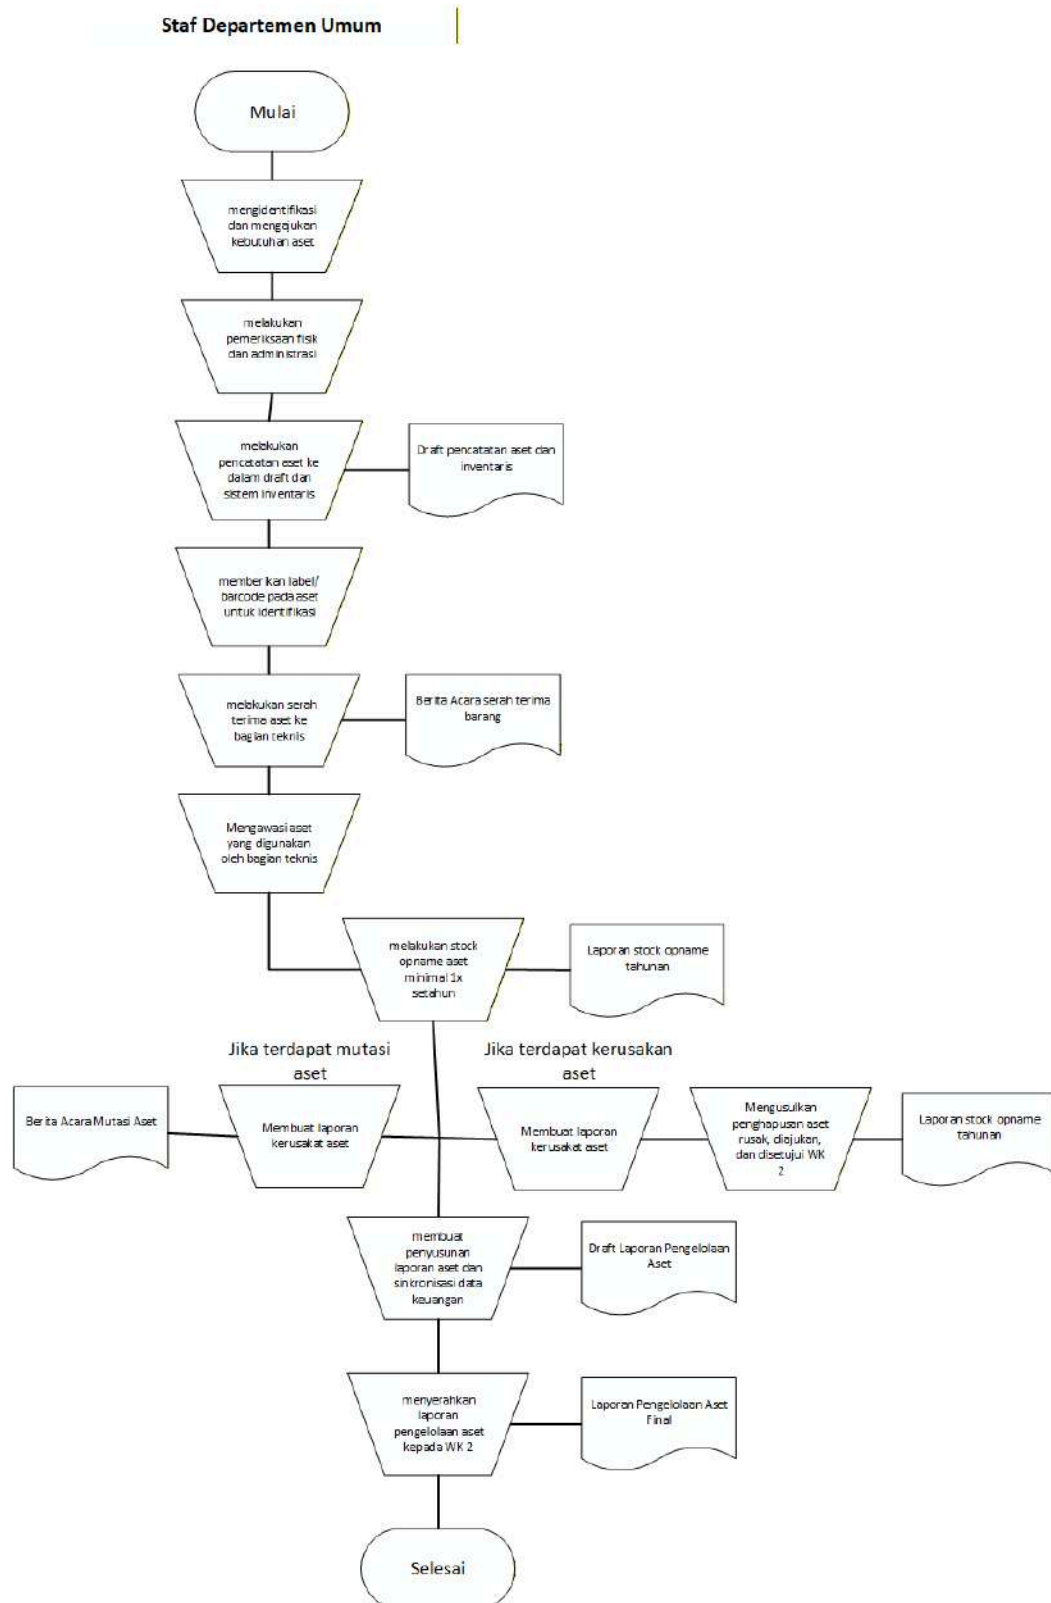 Staf Departemen Umum
Mulai
mengidentifikasi
dan mengajukan
kebutuhan aset
melakukan
pemeriksaan fisik
dan administrasi
melakukan
pencatatan aset ke
dalam draft dan
sistem inventaris
Draft pencatatan aset dan
inventaris
memberikan label/
barcode pada aset
untuk identifikasi
melakukan serah
terima aset ke
bagian teknis
Berita Acara serah terima
barang
Mengawasi aset
yang digunakan
oleh bagian teknis
melakukan stock
opname aset
minimal 1x
setahun
Laporan stock opname
tahunan
Jika terdapat mutasi
aset
Jika terdapat kerusakan
aset
Berita Acara Mutasi Aset
Membuat laporan
kerusakat aset
Membuat laporan
kerusakat aset
Mengusulkan
penghapusan aset
rusak, diajukan,
dan disetujui WK
2
Laporan stock opname
tahunan
membuat
penyusunan
laporan aset dan
sinkronisasi data
keuangan
Draft Laporan Pengelolaan
Aset
menyerahkan
laporan
pengelolaan aset
kepada WK 2
Laporan Pengelolaan Aset
Final
Selesai